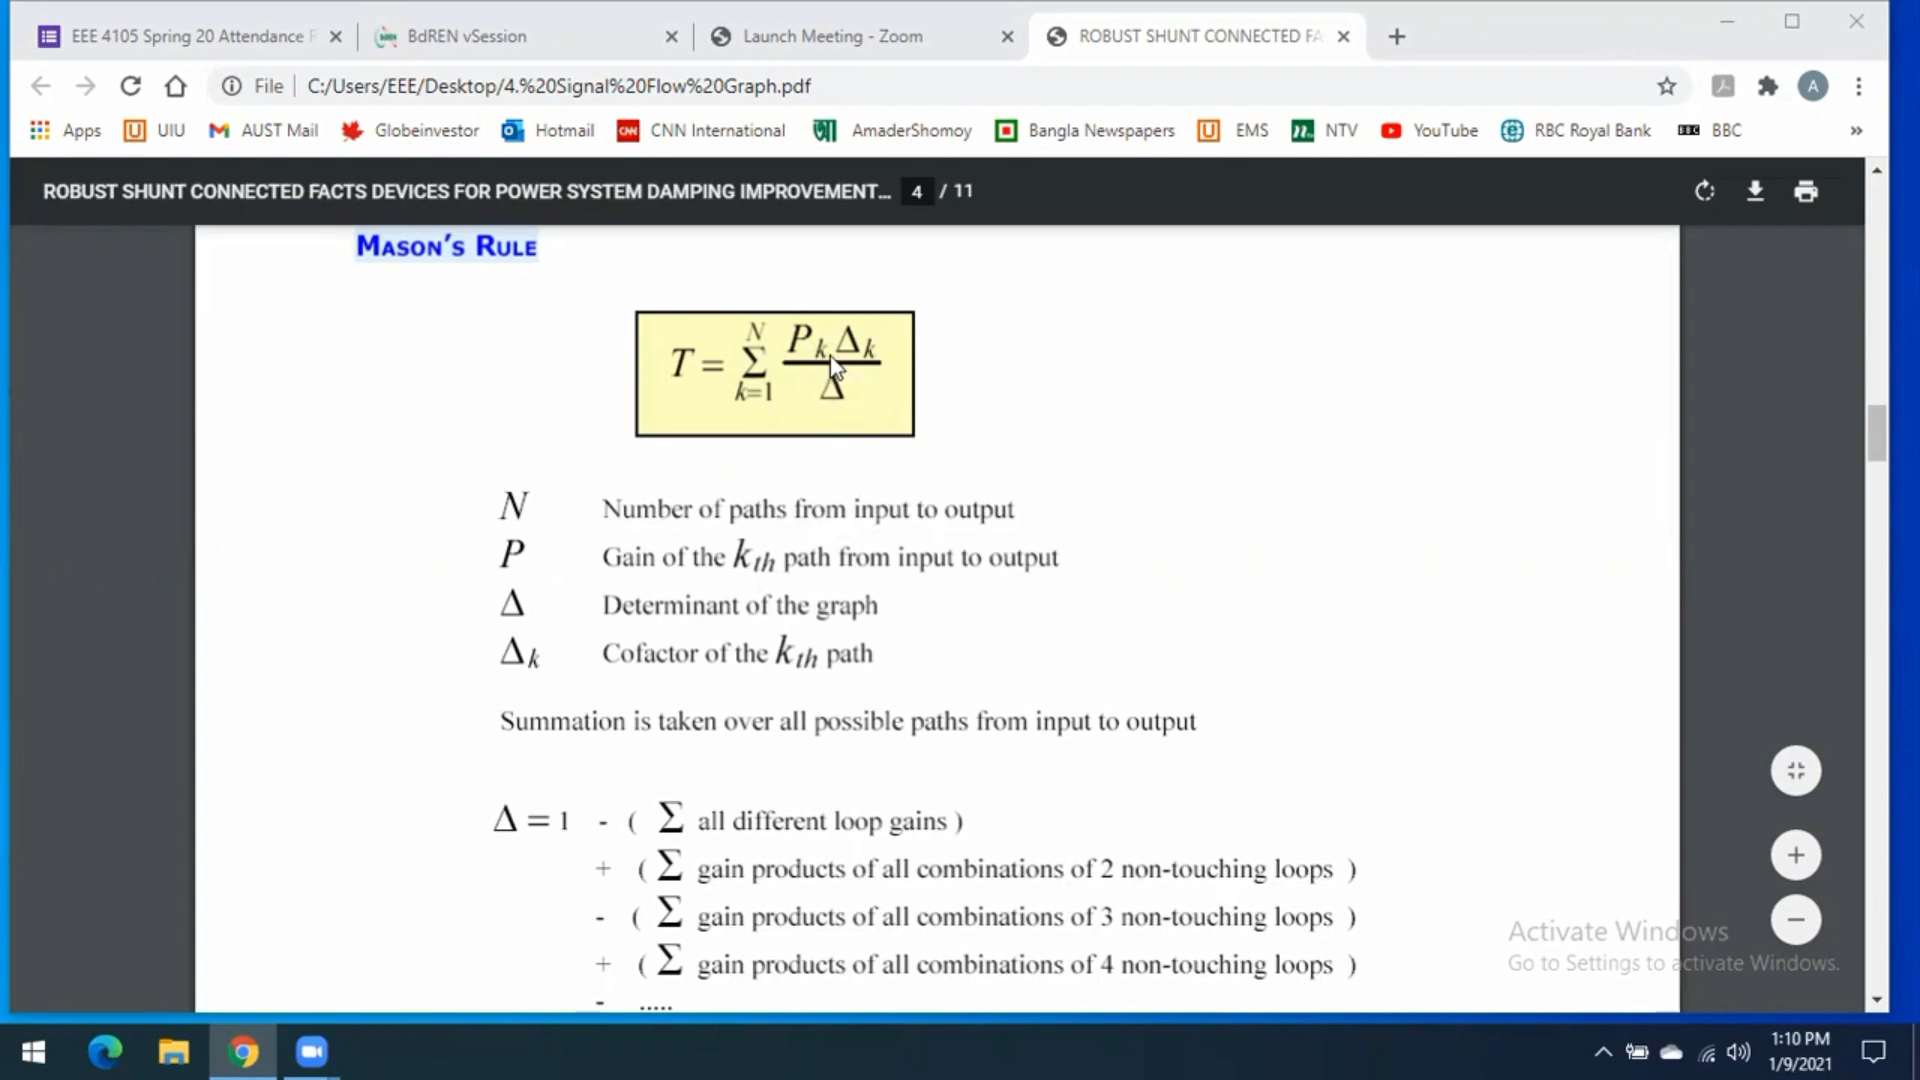 EEE 4105 Spring 20 Attendance
BdREN vSession
Launch Meeting - Zoom
ROBUST SHUNT CONNECTED FA
File
C:/Users/EEE/Desktop/4.%20Signal%20Flow%20Graph.pdf
A
Apps
UIU
AUST Mail
Globeinvestor
Hotmail
CNN International
AmaderShomoy
Bangla Newspapers
EMS
NTV
YouTube
RBC Royal Bank
BBC
»
ROBUST SHUNT CONNECTED FACTS DEVICES FOR POWER SYSTEM DAMPING IMPROVEMENT... 4 / 11
MASON'S RULE
T = Σ_{k=1}^{N} P_k Δ_k / Δ
N Number of paths from input to output
P Gain of the k_th path from input to output
Δ Determinant of the graph
Δ_k Cofactor of the k_th path
Summation is taken over all possible paths from input to output
Δ = 1 - ( Σ all different loop gains )
+ ( Σ gain products of all combinations of 2 non-touching loops )
- ( Σ gain products of all combinations of 3 non-touching loops )
+ ( Σ gain products of all combinations of 4 non-touching loops )
- .....
Activate Windows
Go to Settings to activate Windows.
1:10 PM
1/9/2021